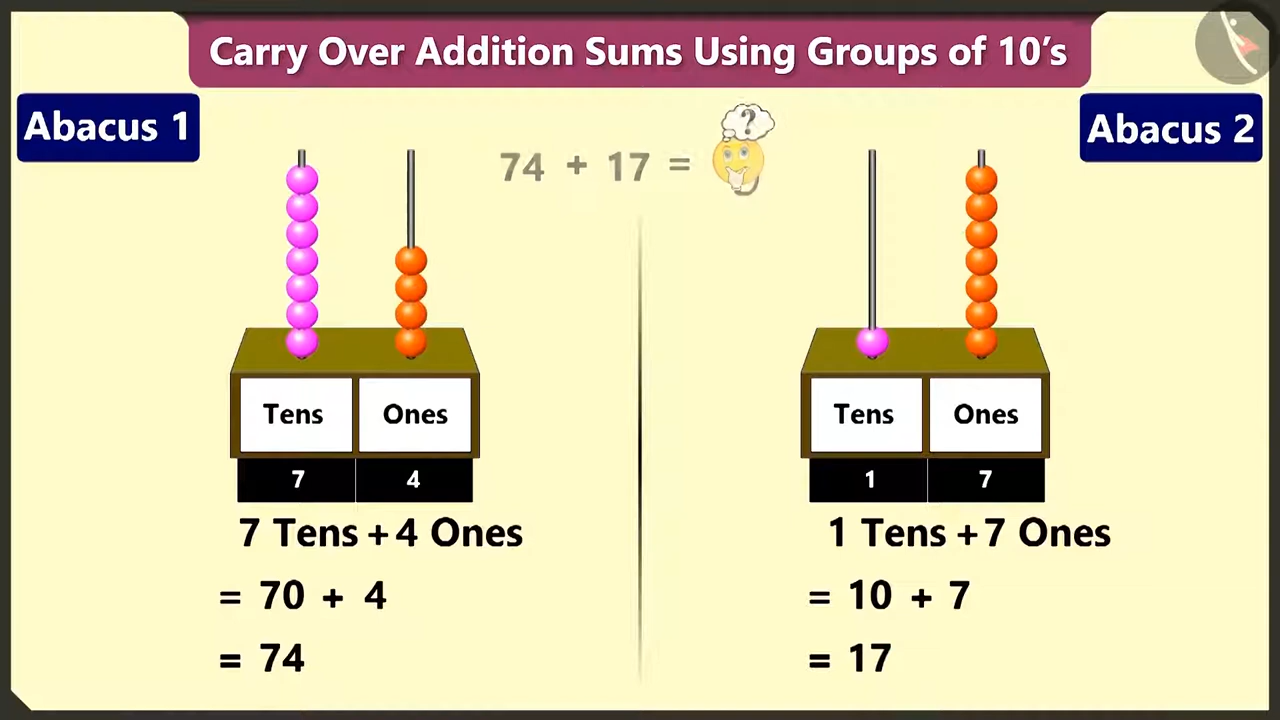 Carry Over Addition Sums Using Groups of 10’s
Abacus 1
Abacus 2
74 + 17 = ?
Tens Ones
7 4
7 Tens + 4 Ones
= 70 + 4
= 74
Tens Ones
1 7
1 Tens + 7 Ones
= 10 + 7
= 17